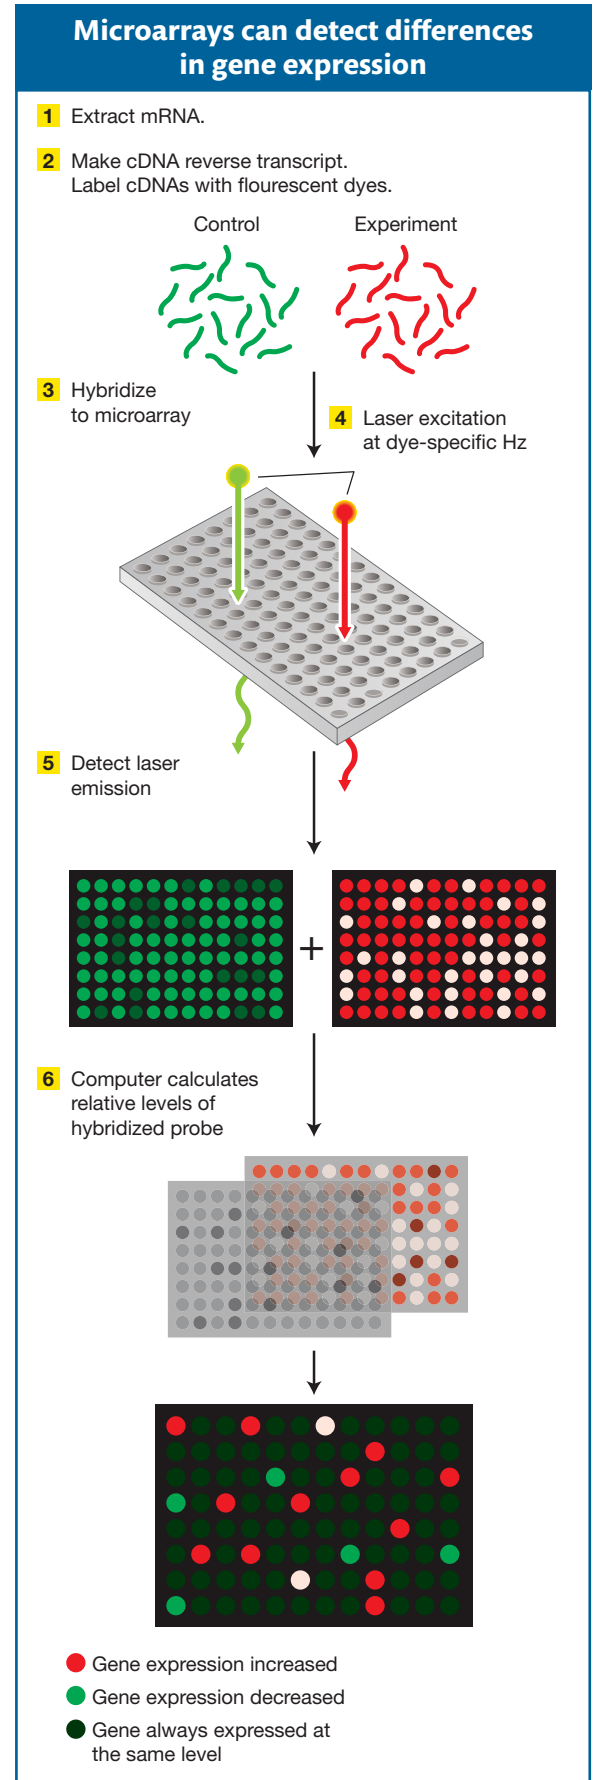 Microarrays can detect differences
in gene expression
1 Extract mRNA.
2 Make cDNA reverse transcript.
Label cDNAs with flourescent dyes.
Control Experiment
3 Hybridize
to microarray
4 Laser excitation
at dye-specific Hz
5 Detect laser
emission
+
6 Computer calculates
relative levels of
hybridized probe
Gene expression increased
Gene expression decreased
Gene always expressed at
the same level